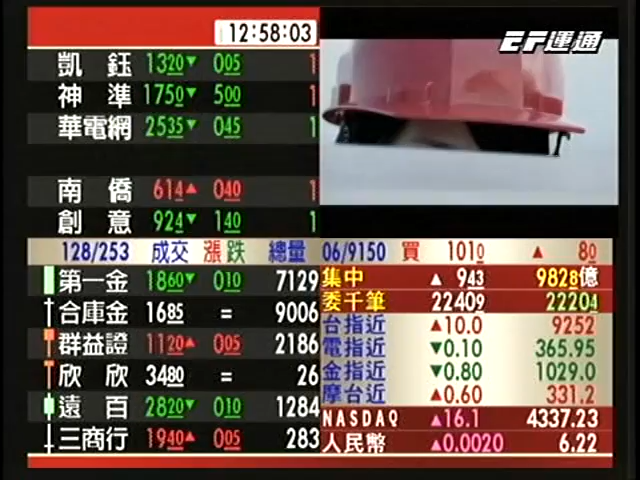 12:58:03
EF運通
凱鈺 1320▼ 005 1
神準 1750▼ 500
華電網 2535▼ 045 1
南僑 614▲ 040 1
創意 924▼ 140 1
128/253 成交 漲跌 總量
第一金 1860▼ 010 7129
合庫金 1685 = 9006
群益證 1120▲ 005 2186
欣欣 3480 = 26
遠百 2820▼ 010 1284
三商行 1940▲ 005 283
06/9150 買 1010 ▲ 80
集中 ▲ 943 9828億
委千筆 22409 22204
台指近 ▲10.0 9252
電指近 ▼0.10 365.95
金指近 ▼0.80 1029.0
摩台近 ▲0.60 331.2
NASDAQ ▲16.1 4337.23
人民幣 ▲0.0020 6.22